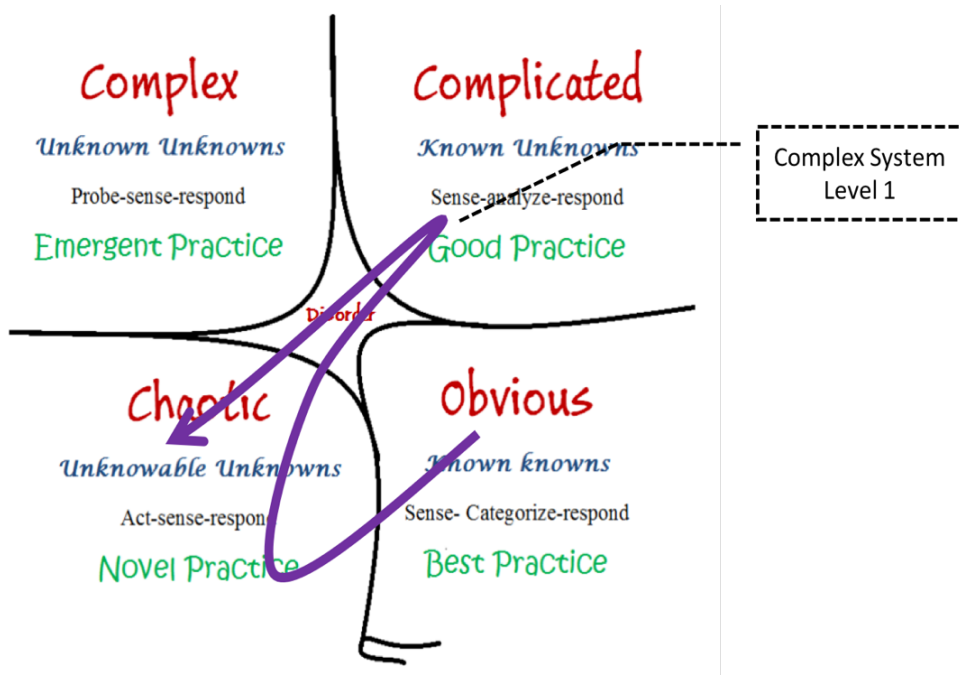 Complex
Unknown Unknowns
Probe-sense-respond
Emergent Practice
Complicated
Known Unknowns
Sense-analyze-respond
Good Practice
Complex System
Level 1
Disorder
Chaotic
Unknowable Unknowns
Act-sense-respond
Novel Practice
Obvious
Known knowns
Sense- Categorize-respond
Best Practice